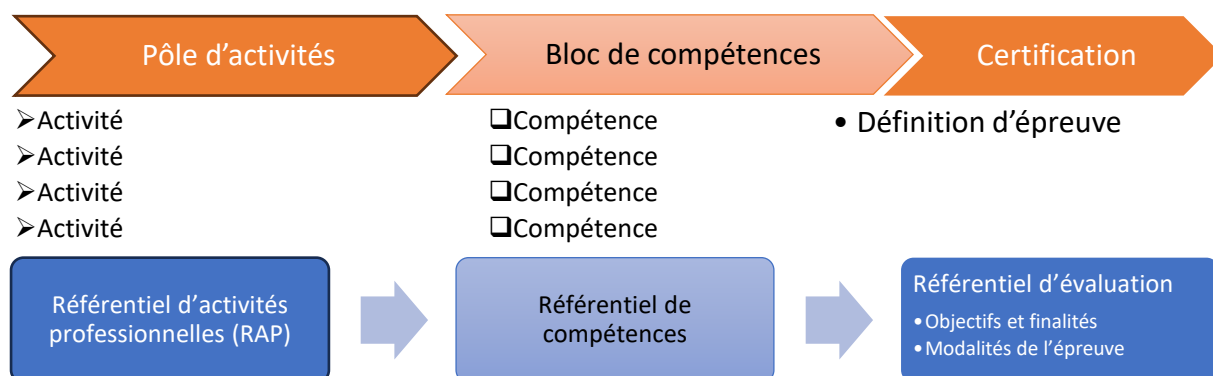 Pôle d’activités
Bloc de compétences
Certification
➢Activité
➢Activité
➢Activité
➢Activité
❑Compétence
❑Compétence
❑Compétence
❑Compétence
• Définition d’épreuve
Référentiel d’activités
professionnelles (RAP)
Référentiel de
compétences
Référentiel d’évaluation
•Objectifs et finalités
•Modalités de l’épreuve